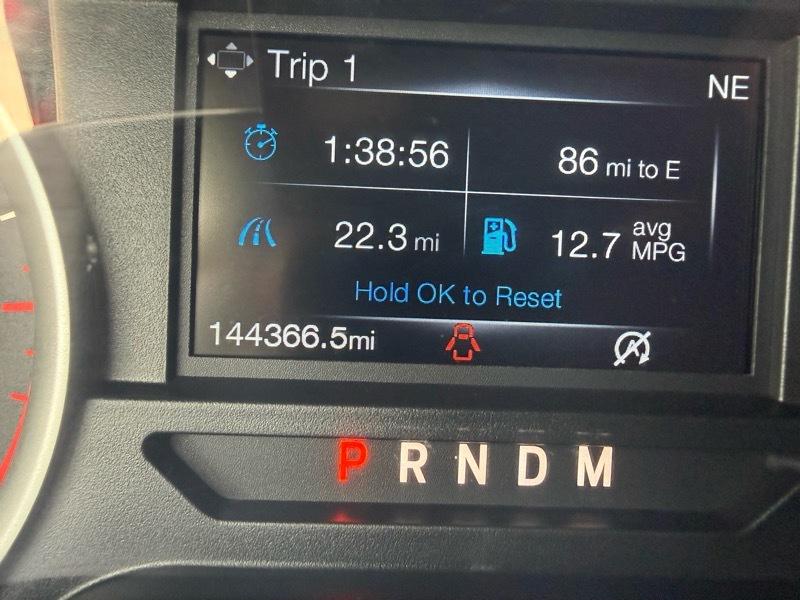 Trip 1
NE
1:38:56
86 mi to E
22.3 mi
12.7 avg MPG
Hold OK to Reset
144366.5mi
A
P R N D M